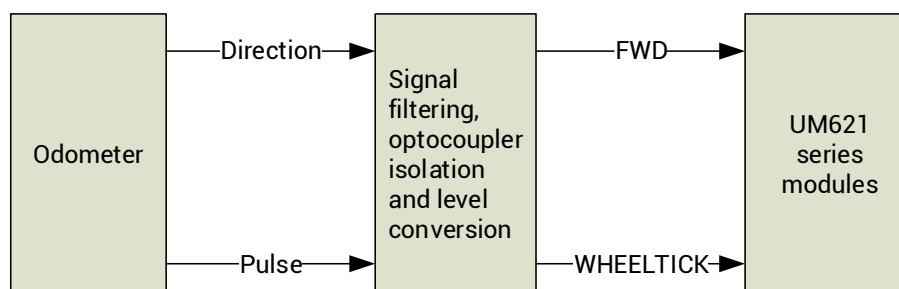 Odometer
Direction
Pulse
Signal
filtering,
optocoupler
isolation
and level
conversion
FWD
WHEELTICK
UM621
series
modules